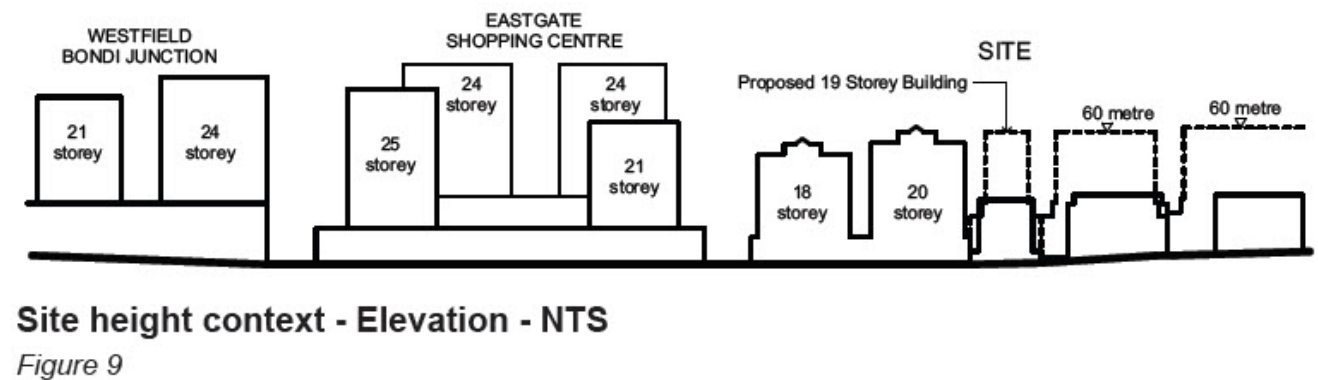 WESTFIELD
BONDI JUNCTION
EASTGATE
SHOPPING CENTRE
SITE
Proposed 19 Storey Building
60 metre
60 metre
21
storey
24
storey
25
storey
24
storey
24
storey
21
storey
18
storey
20
storey
Site height context - Elevation - NTS
Figure 9